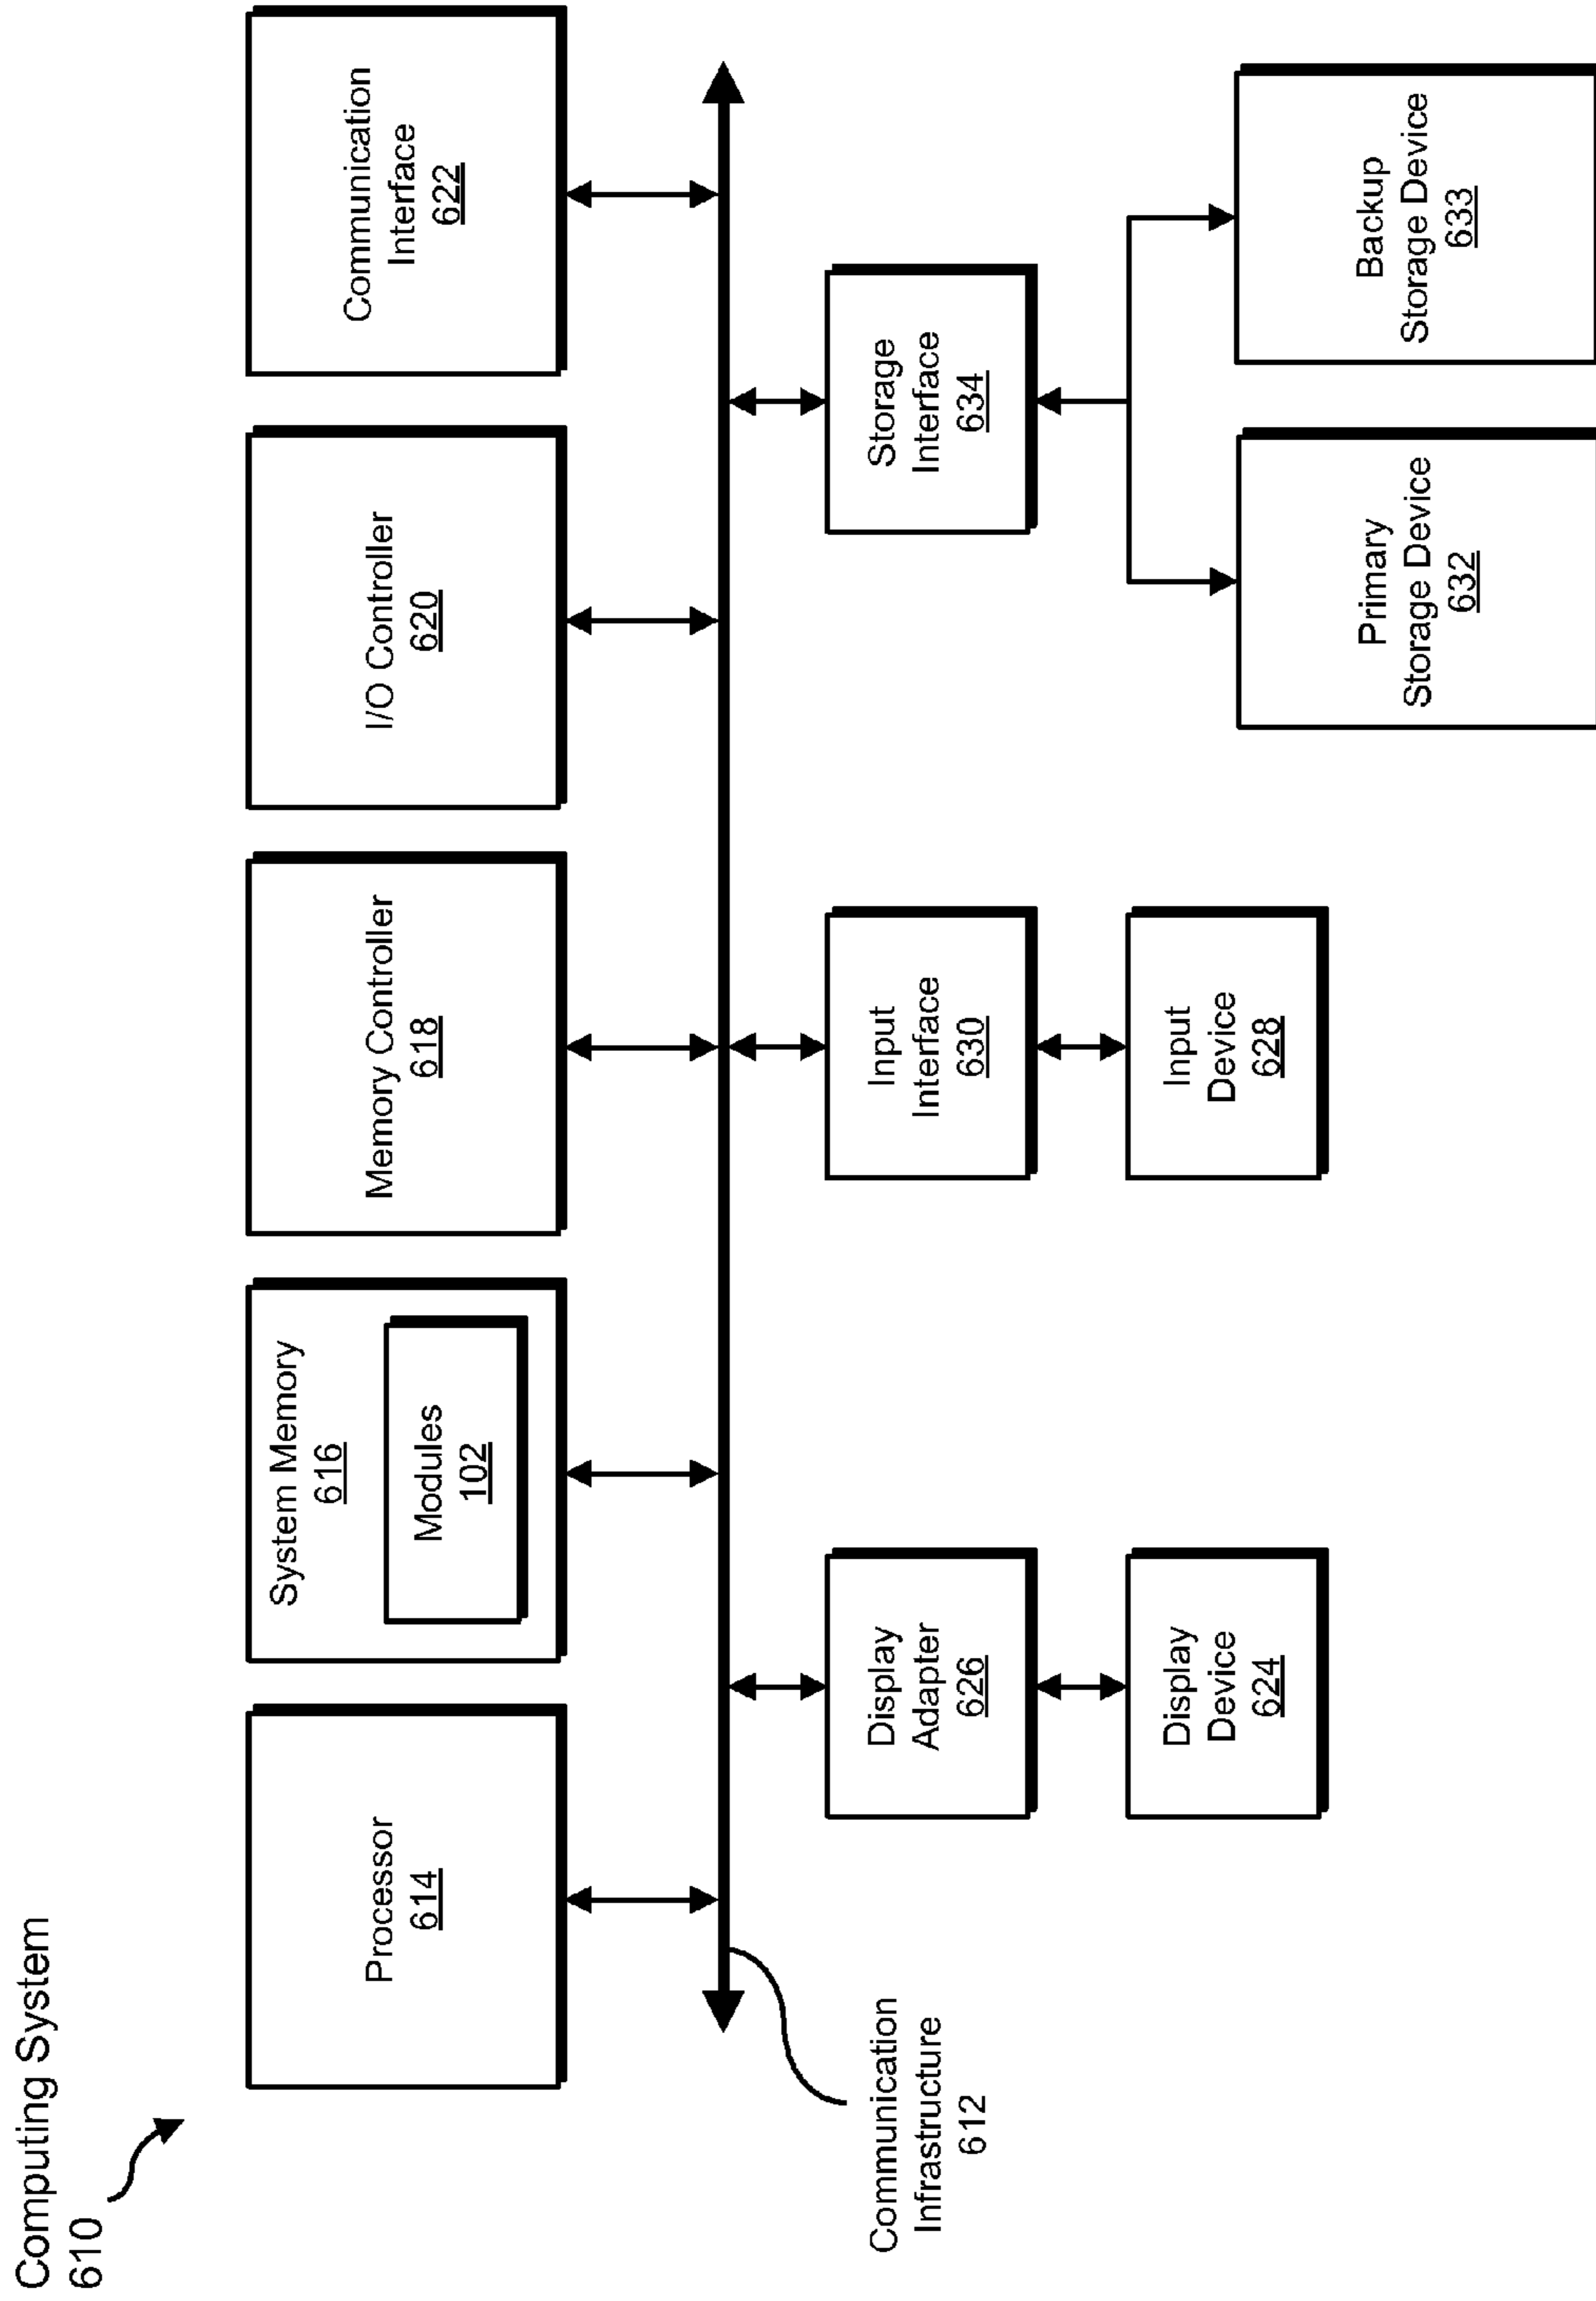 Computing System
610
Processor
614
System Memory
616
Modules
102
Memory Controller
618
I/O Controller
620
Communication
Interface
622
Communication
Infrastructure
612
Display
Adapter
626
Input
Interface
630
Storage
Interface
634
Display
Device
624
Input
Device
628
Primary
Storage Device
632
Backup
Storage Device
633